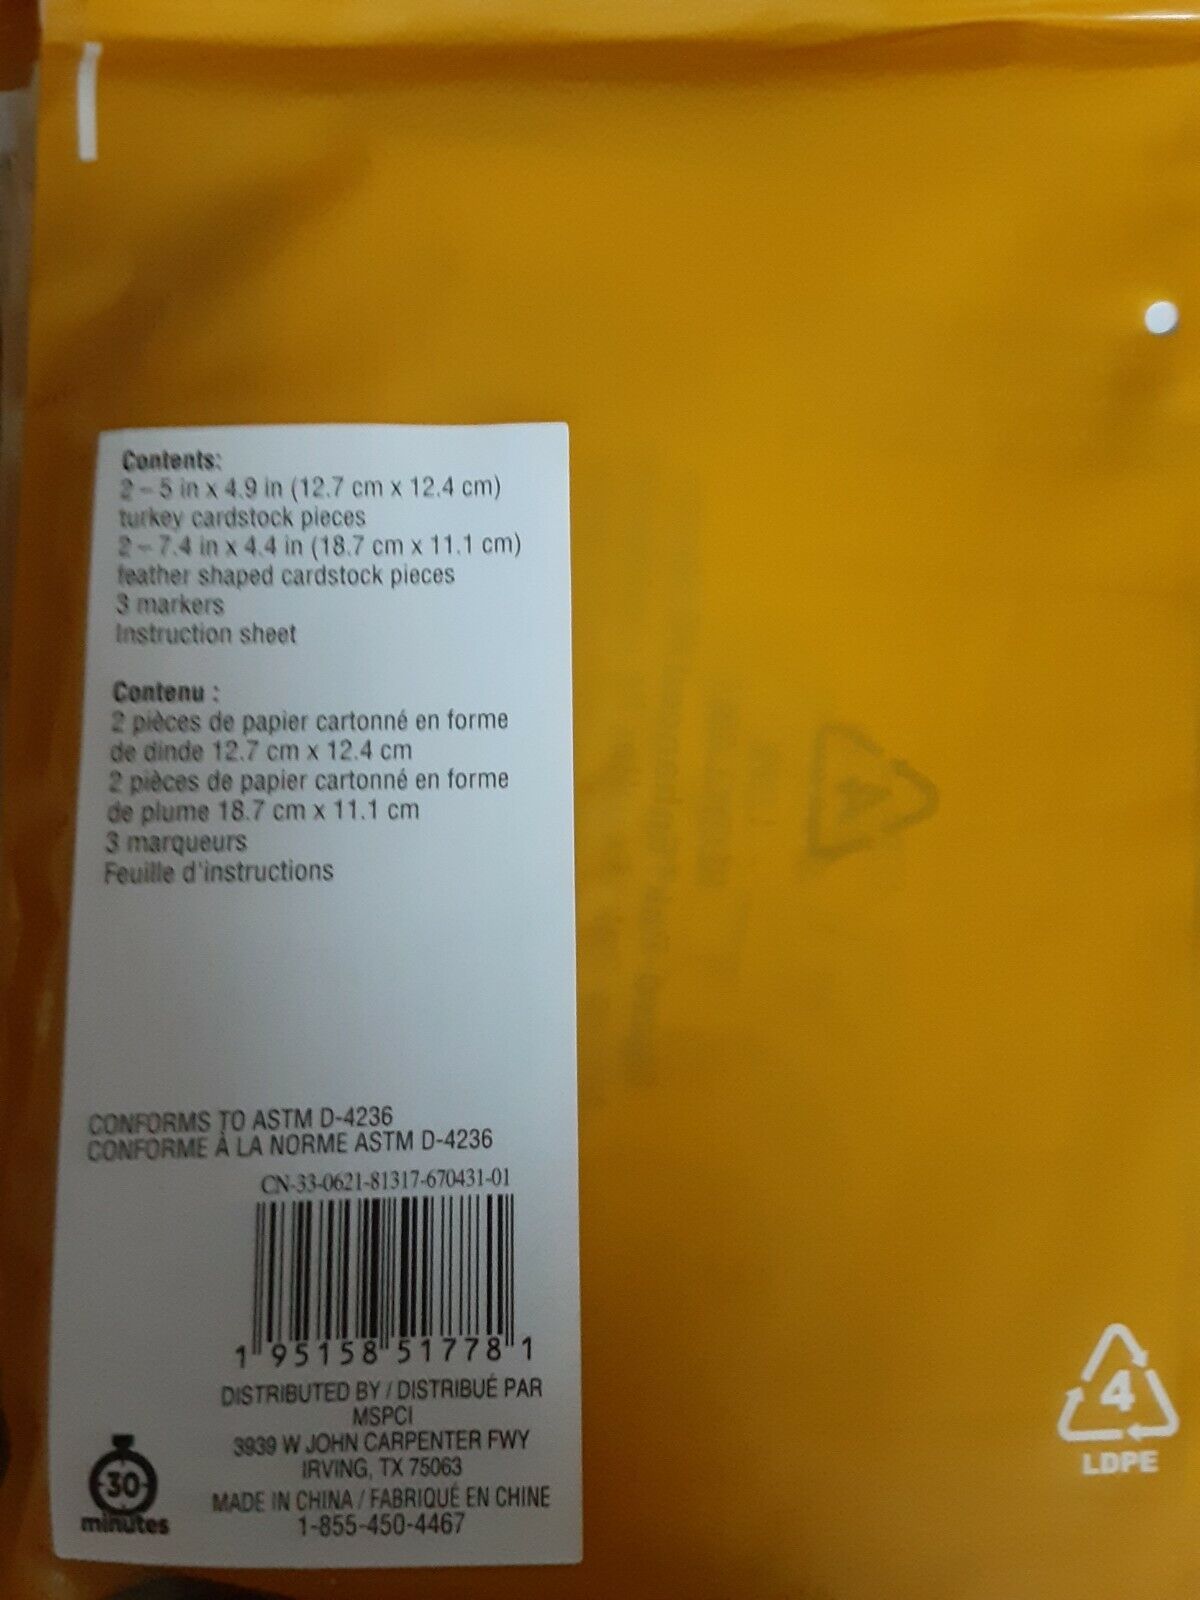 Contents:
2 – 5 in x 4.9 in (12.7 cm x 12.4 cm)
turkey cardstock pieces
2 – 7.4 in x 4.4 in (18.7 cm x 11.1 cm)
feather shaped cardstock pieces
3 markers
Instruction sheet
Contenu :
2 pièces de papier cartonné en forme
de dinde 12.7 cm x 12.4 cm
2 pièces de papier cartonné en forme
de plume 18.7 cm x 11.1 cm
3 marqueurs
Feuille d'instructions
CONFORMS TO ASTM D-4236
CONFORME À LA NORME ASTM D-4236
CN-33-0621-81317-670431-01
1 95158 51778 1
DISTRIBUTED BY / DISTRIBUÉ PAR
MSPCI
3939 W JOHN CARPENTER FWY
IRVING, TX 75063
MADE IN CHINA / FABRIQUÉ EN CHINE
1-855-450-4467
30
minutes
4
LDPE